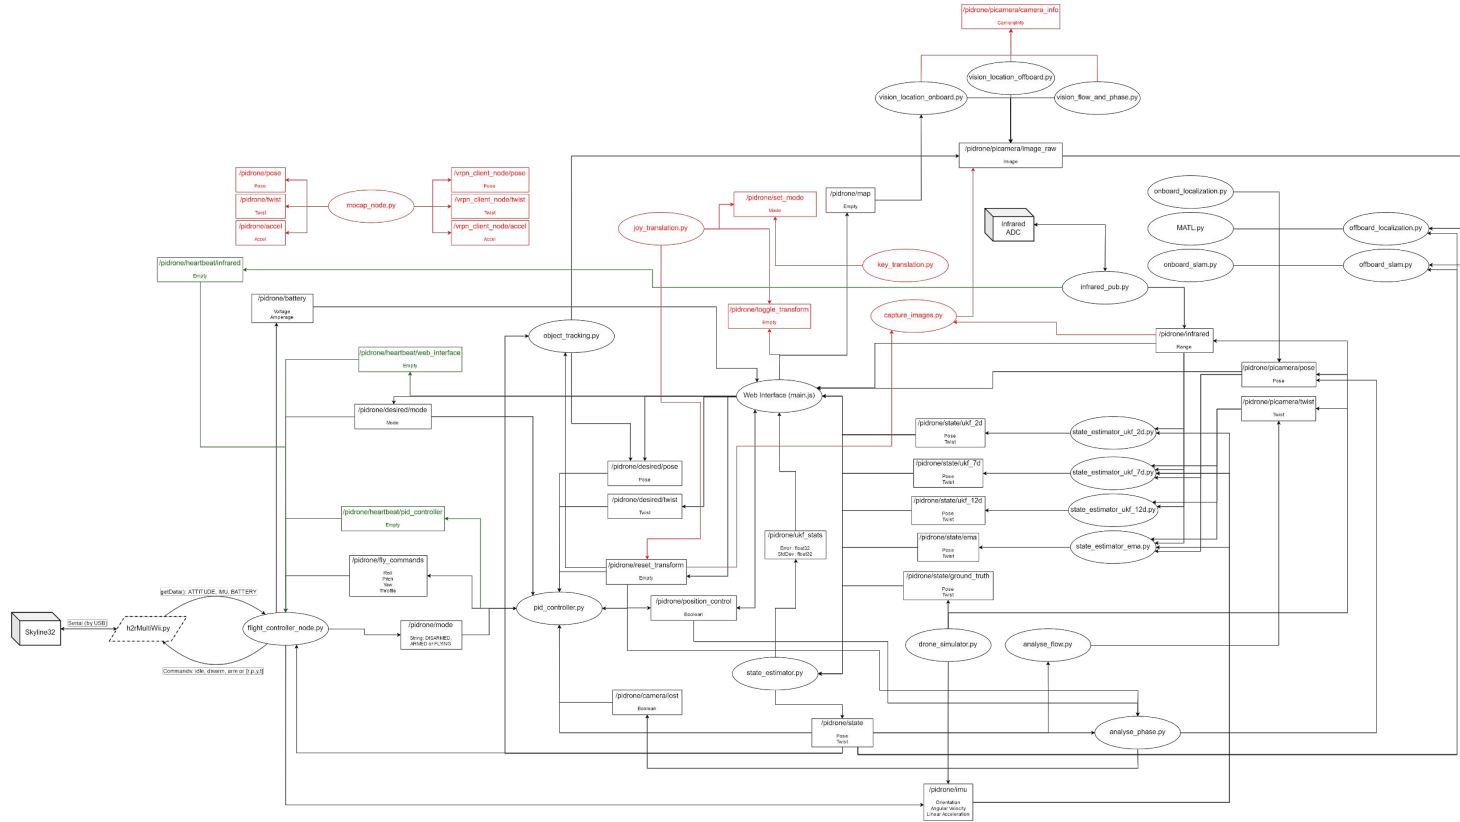 /pidrone/picamera/camera_info
CameraInfo
vision_location_offboard.py
vision_location_onboard.py
vision_flow_and_phase.py
/pidrone/picamera/image_raw
Image
/pidrone/pose
Pose
/pidrone/twist
Twist
/pidrone/accel
Accel
mocap_node.py
/vrpn_client_node/pose
Pose
/vrpn_client_node/twist
Twist
/vrpn_client_node/accel
Accel
joy_translation.py
/pidrone/set_mode
Mode
/pidrone/map
Empty
key_translation.py
Infrared
ADC
onboard_localization.py
MATL.py
offboard_localization.py
onboard_slam.py
offboard_slam.py
/pidrone/heartbeat/infrared
Empty
/pidrone/battery
Voltage
Amperage
infrared_pub.py
/pidrone/toggle_transform
Empty
capture_images.py
object_tracking.py
/pidrone/infrared
Range
/pidrone/heartbeat/web_interface
Empty
/pidrone/picamera/pose
Pose
/pidrone/desired/mode
Mode
Web Interface (main.js)
/pidrone/picamera/twist
Twist
/pidrone/state/ukf_2d
Pose
Twist
state_estimator_ukf_2d.py
/pidrone/desired/pose
Pose
/pidrone/state/ukf_7d
Pose
Twist
state_estimator_ukf_7d.py
/pidrone/desired/twist
Twist
/pidrone/state/ukf_12d
Pose
Twist
state_estimator_ukf_12d.py
/pidrone/heartbeat/pid_controller
Empty
/pidrone/ukf_stats
Error: float32
StdDev: float32
/pidrone/state/ema
Pose
Twist
state_estimator_ema.py
/pidrone/fly_commands
Roll
Pitch
Yaw
Throttle
/pidrone/reset_transform
Empty
/pidrone/state/ground_truth
Pose
Twist
getData(): ATTITUDE, IMU, BATTERY
Skyline32
Serial (by USB)
h2rMultiWii.py
flight_controller_node.py
/pidrone/mode
String: DISARMED,
ARMED or FLYING
pid_controller.py
/pidrone/position_control
Boolean
drone_simulator.py
analyse_flow.py
Commands: idle, disarm, arm or [r,p,y,t]
state_estimator.py
/pidrone/camera/lost
Boolean
/pidrone/state
Pose
Twist
analyse_phase.py
/pidrone/imu
Orientation
Angular Velocity
Linear Acceleration